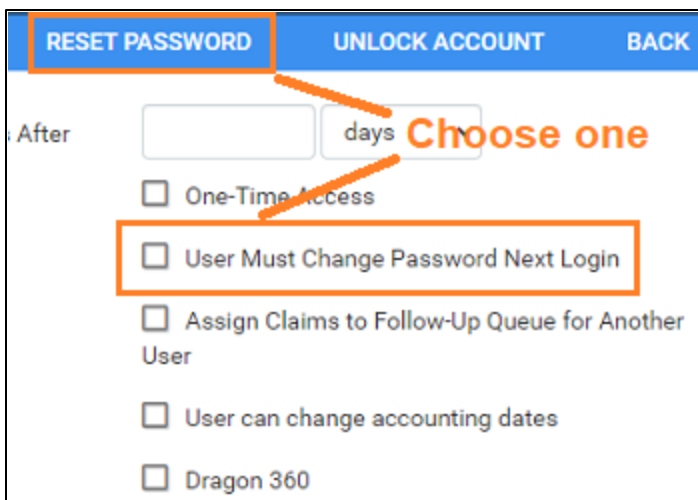 RESET PASSWORD UNLOCK ACCOUNT BACK
After days Choose one
One-Time Access
User Must Change Password Next Login
Assign Claims to Follow-Up Queue for Another
User
User can change accounting dates
Dragon 360